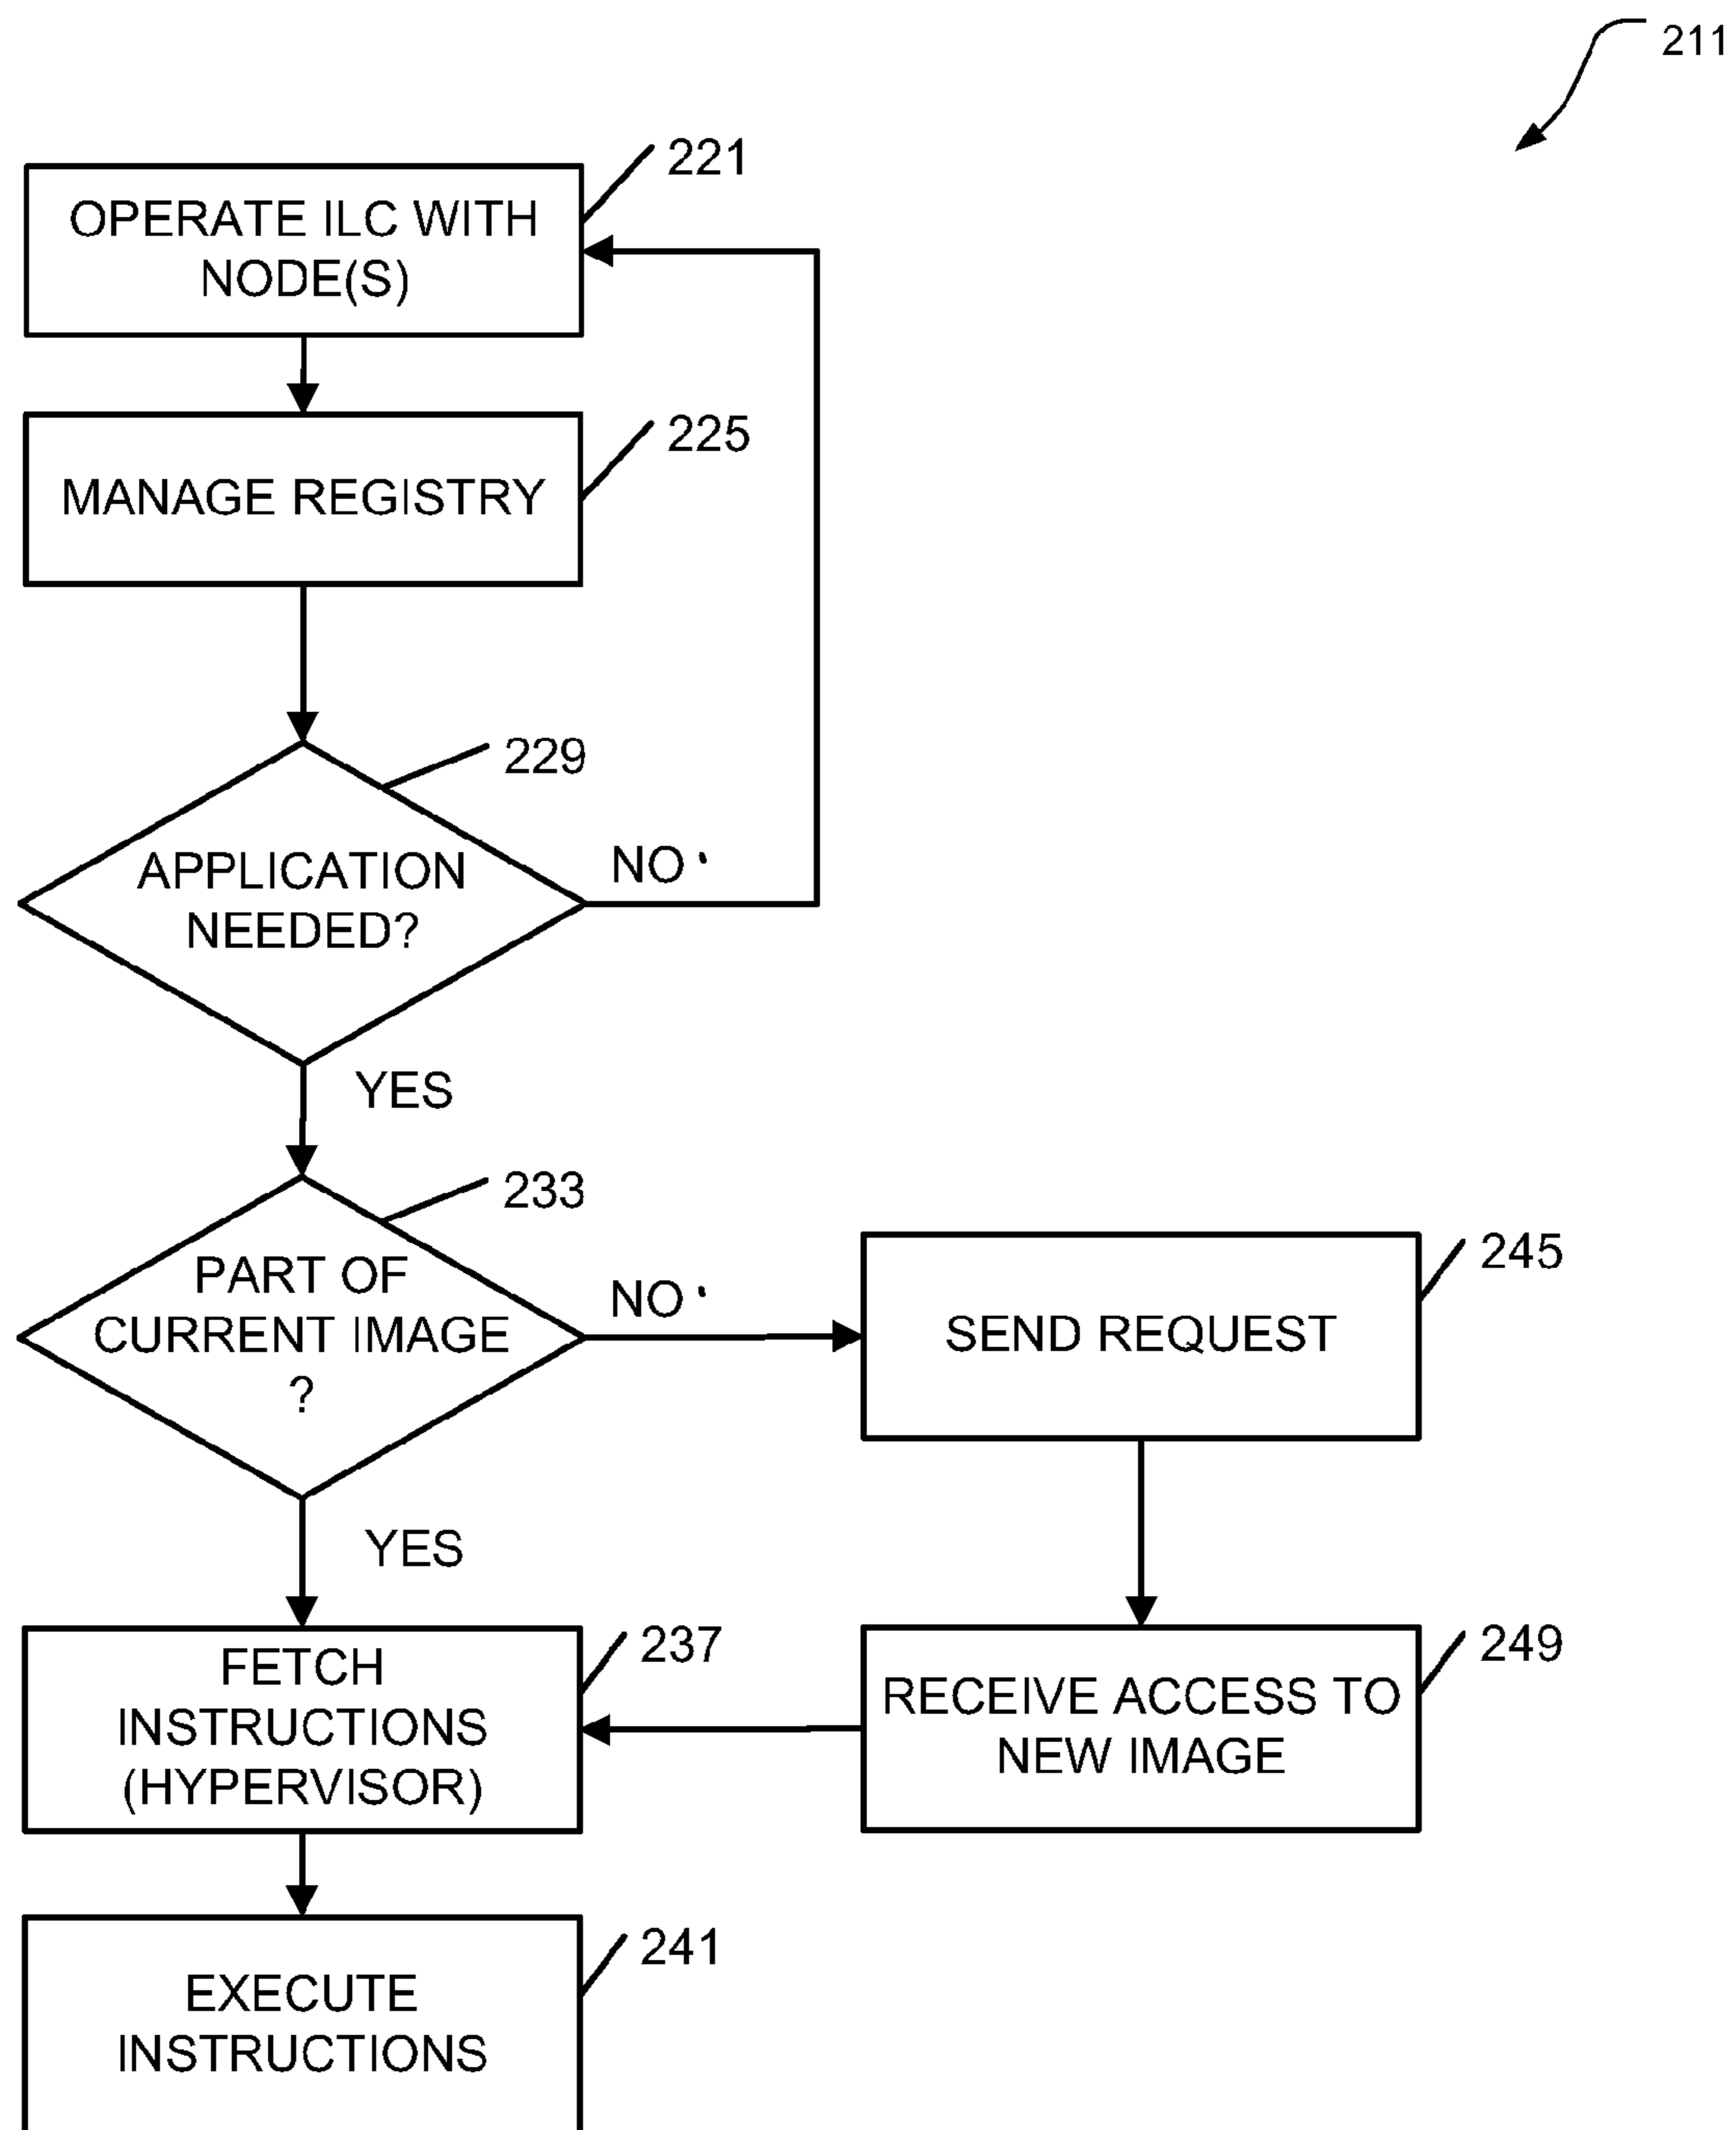 211
221
OPERATE ILC WITH
NODE(S)
225
MANAGE REGISTRY
229
APPLICATION
NEEDED?
NO
YES
233
PART OF
CURRENT IMAGE
?
NO
245
SEND REQUEST
YES
237
FETCH
INSTRUCTIONS
(HYPERVISOR)
249
RECEIVE ACCESS TO
NEW IMAGE
241
EXECUTE
INSTRUCTIONS